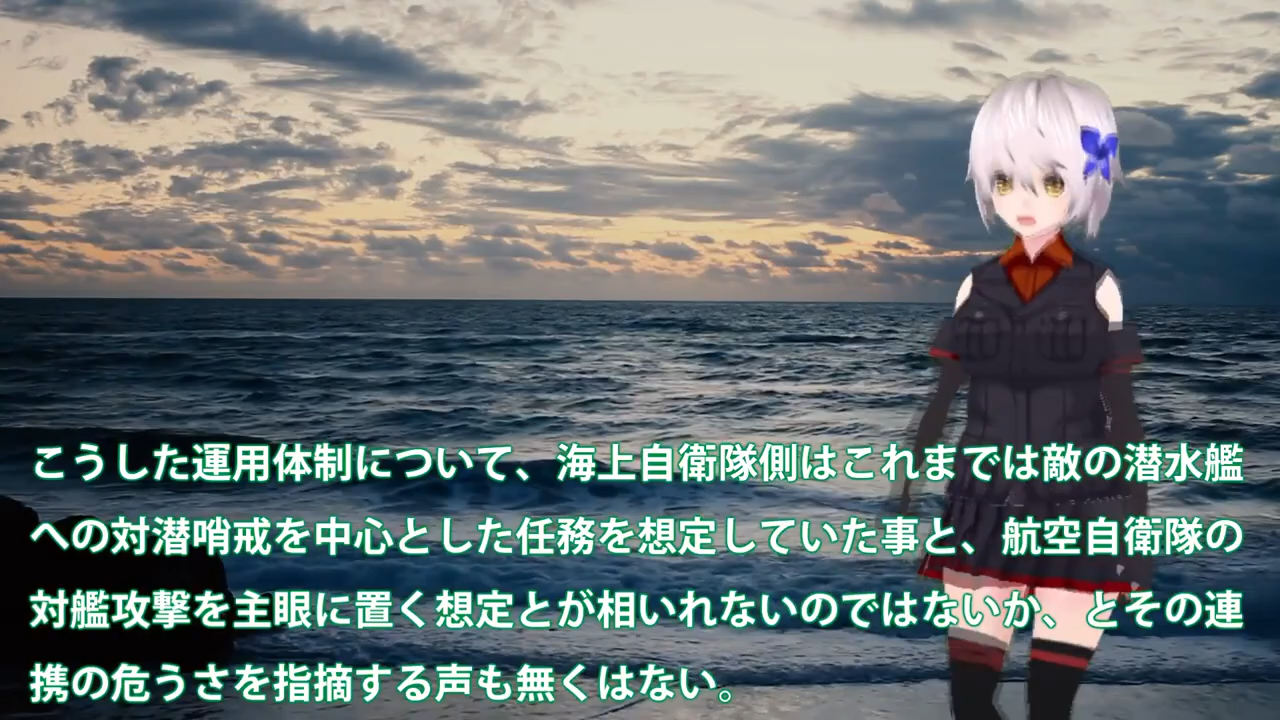 こうした運用体制について、海上自衛隊側はこれまでは敵の潜水艦
への対潜哨戒を中心とした任務を想定していた事と、航空自衛隊の
対艦攻撃を主眼に置く想定とが相いれないのではないか、とその連
携の危うさを指摘する声も無くはない。